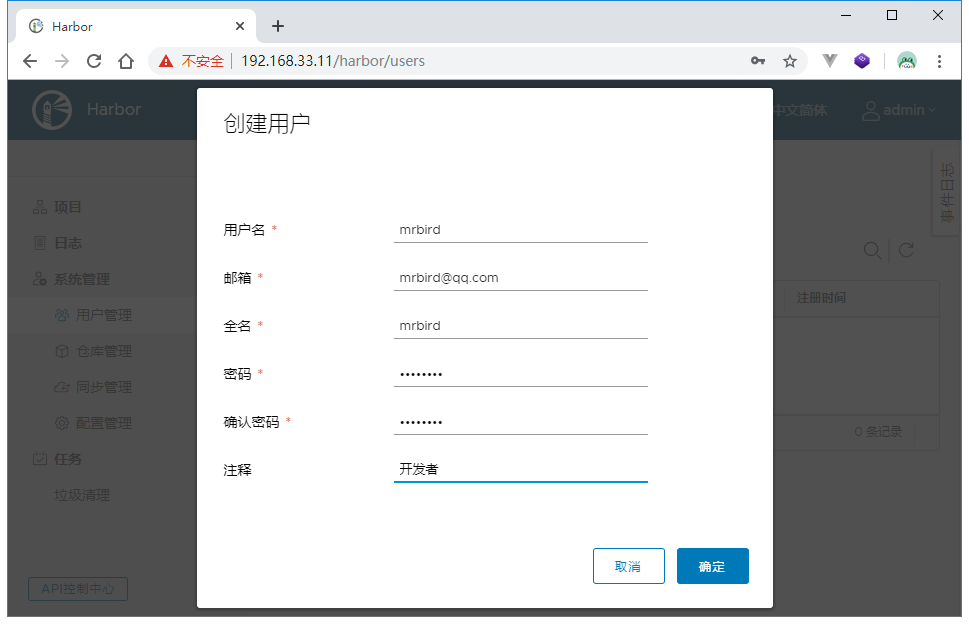 Harbor
不安全 192.168.33.11/harbor/users
Harbor
中文简体
admin
创建用户
事件日志
项目
日志
系统管理
用户管理
仓库管理
同步管理
配置管理
任务
垃圾清理
API控制中心
用户名 * mrbird
邮箱 * mrbird@qq.com
全名 * mrbird
密码 * ••••••••
确认密码 * ••••••••
注释 开发者
取消 确定
注册时间
0 条记录